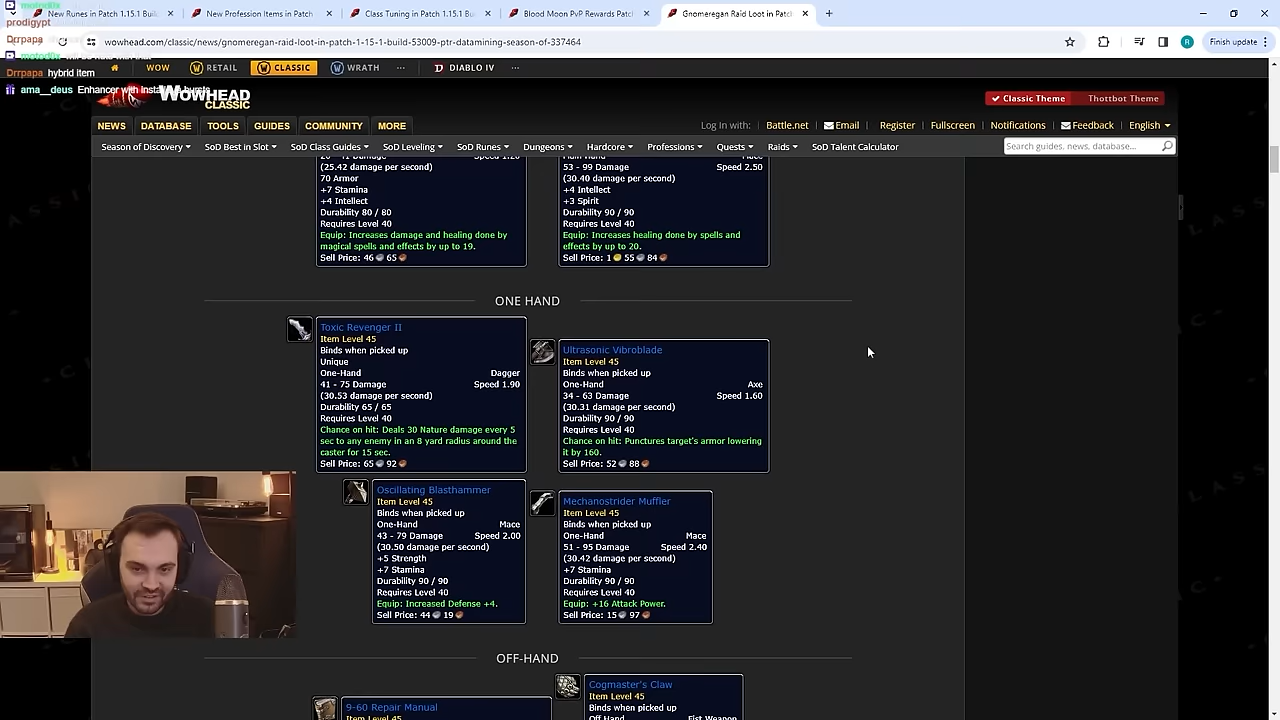 New Runes in Patch 1.15.1 Build
New Profession Items in Patch
Class Tuning in Patch 1.15.1
Blood Moon PvP Rewards Patch
Gnomeregan Raid Loot in Patch
prodigypt
wowhead.com/classic/news/gnomeregan-raid-loot-in-patch-1-15-1-build-53009-ptr-datamining-season-of-337464
R
Finish update
Drrpapa hybrid item
WOW
RETAIL
CLASSIC
WRATH
DIABLO IV
ama__deus Enhancer with
WOWHEAD
CLASSIC
Classic Theme
Thottbot Theme
NEWS
DATABASE
TOOLS
GUIDES
COMMUNITY
MORE
Log In with:
Battle.net
Email
Register
Fullscreen
Notifications
Feedback
English
Season of Discovery
SoD Best in Slot
SoD Class Guides
SoD Leveling
SoD Runes
Dungeons
Hardcore
Professions
Quests
Raids
SoD Talent Calculator
Search guides, news, database...
(25.42 damage per second)
70 Armor
+7 Stamina
+4 Intellect
Durability 80 / 80
Requires Level 40
Equip: Increases damage and healing done by
magical spells and effects by up to 19.
Sell Price: 46 65
53 - 99 Damage Speed 2.50
(30.40 damage per second)
+4 Intellect
+3 Spirit
Durability 90 / 90
Requires Level 40
Equip: Increases healing done by spells and
effects by up to 20.
Sell Price: 1 55 84
ONE HAND
Toxic Revenger II
Item Level 45
Binds when picked up
Unique
One-Hand Dagger
41 - 75 Damage Speed 1.90
(30.53 damage per second)
Durability 65 / 65
Requires Level 40
Chance on hit: Deals 30 Nature damage every 5
sec to any enemy in an 8 yard radius around the
caster for 15 sec.
Sell Price: 65 92
Ultrasonic Vibroblade
Item Level 45
Binds when picked up
One-Hand Axe
34 - 63 Damage Speed 1.60
(30.31 damage per second)
Durability 90 / 90
Requires Level 40
Chance on hit: Punctures target's armor lowering
it by 160.
Sell Price: 52 88
Oscillating Blasthammer
Item Level 45
Binds when picked up
One-Hand Mace
43 - 79 Damage Speed 2.00
(30.50 damage per second)
+5 Strength
+7 Stamina
Durability 90 / 90
Requires Level 40
Equip: Increased Defense +4.
Sell Price: 44 19
Mechanostrider Muffler
Item Level 45
Binds when picked up
One-Hand Mace
51 - 95 Damage Speed 2.40
(30.42 damage per second)
+7 Stamina
Durability 90 / 90
Requires Level 40
Equip: +16 Attack Power.
Sell Price: 15 97
OFF-HAND
9-60 Repair Manual
Item Level 45
Cogmaster's Claw
Item Level 45
Binds when picked up
Off Hand Fist Weapon